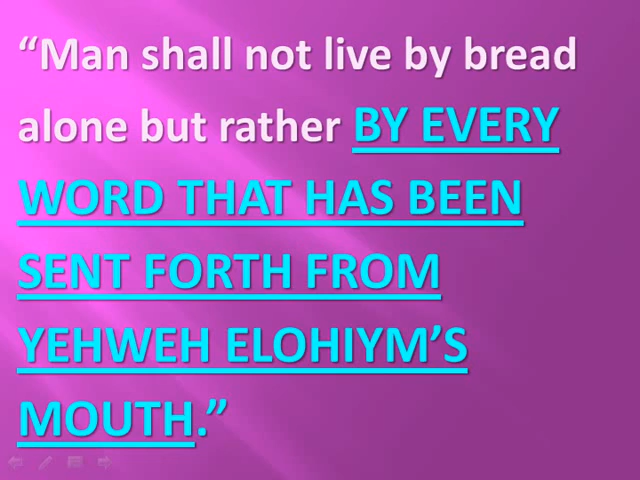 “Man shall not live by bread
alone but rather BY EVERY
WORD THAT HAS BEEN
SENT FORTH FROM
YEHWEH ELOHIYM’S
MOUTH.”